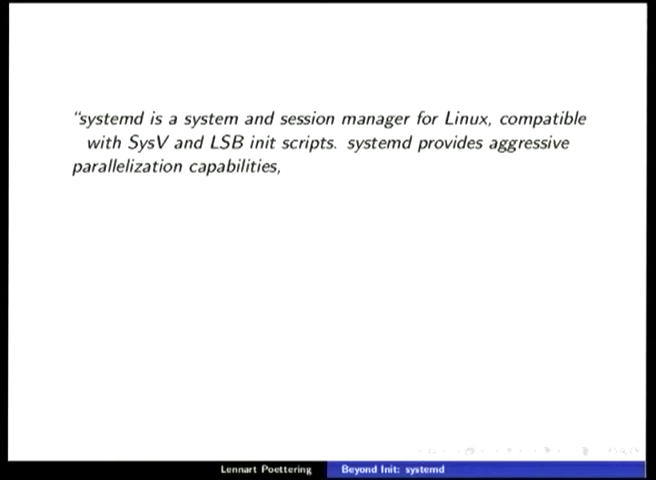 “systemd is a system and session manager for Linux, compatible
with SysV and LSB init scripts. systemd provides aggressive
parallelization capabilities,
Lennart Poettering Beyond Init: systemd